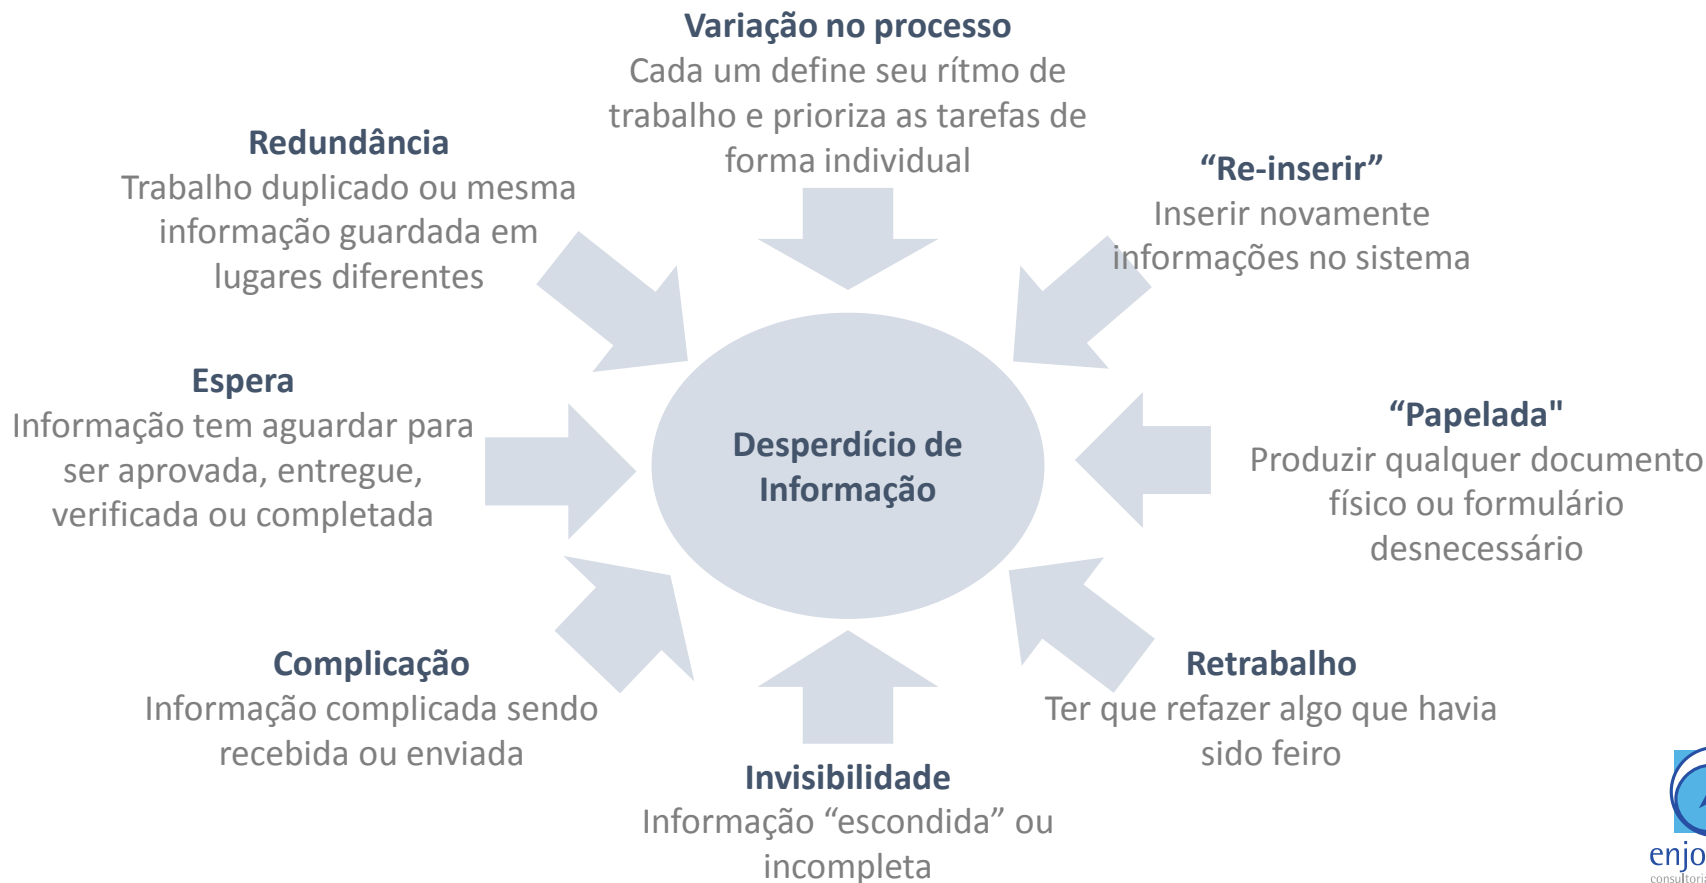 Variação no processo
Cada um define seu rítmo de
trabalho e prioriza as tarefas de
forma individual
Redundância
Trabalho duplicado ou mesma
informação guardada em
lugares diferentes
“Re-inserir”
Inserir novamente
informações no sistema
Espera
Informação tem aguardar para
ser aprovada, entregue,
verificada ou completada
Desperdício de
Informação
“Papelada"
Produzir qualquer documento
físico ou formulário
desnecessário
Complicação
Informação complicada sendo
recebida ou enviada
Retrabalho
Ter que refazer algo que havia
sido feiro
Invisibilidade
Informação “escondida” ou
incompleta
enjo
consultoria